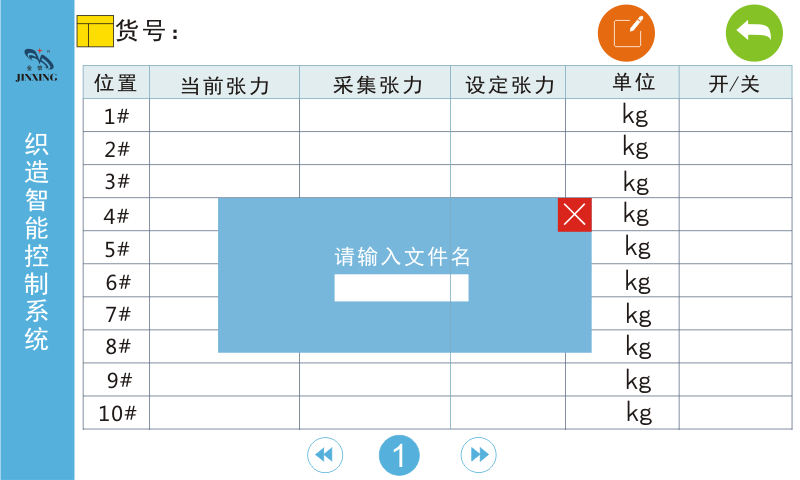 货号：
JINXING
织造智能控制系统
位置 当前张力 采集张力 设定张力 单位 开/关
1# kg
2# kg
3# kg
4# kg
5# kg
6# kg
7# kg
8# kg
9# kg
10# kg
请输入文件名
1